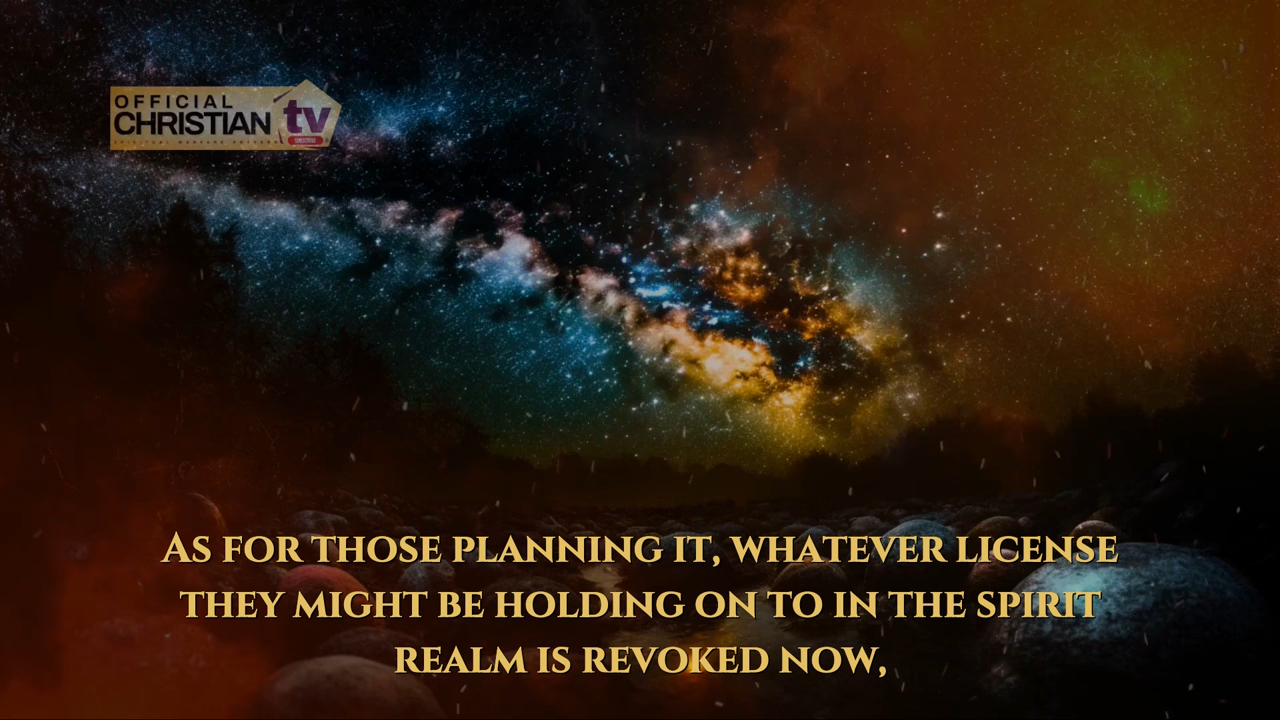 OFFICIAL
CHRISTIAN tv
As for those planning it, whatever license
they might be holding on to in the spirit
realm is revoked now,